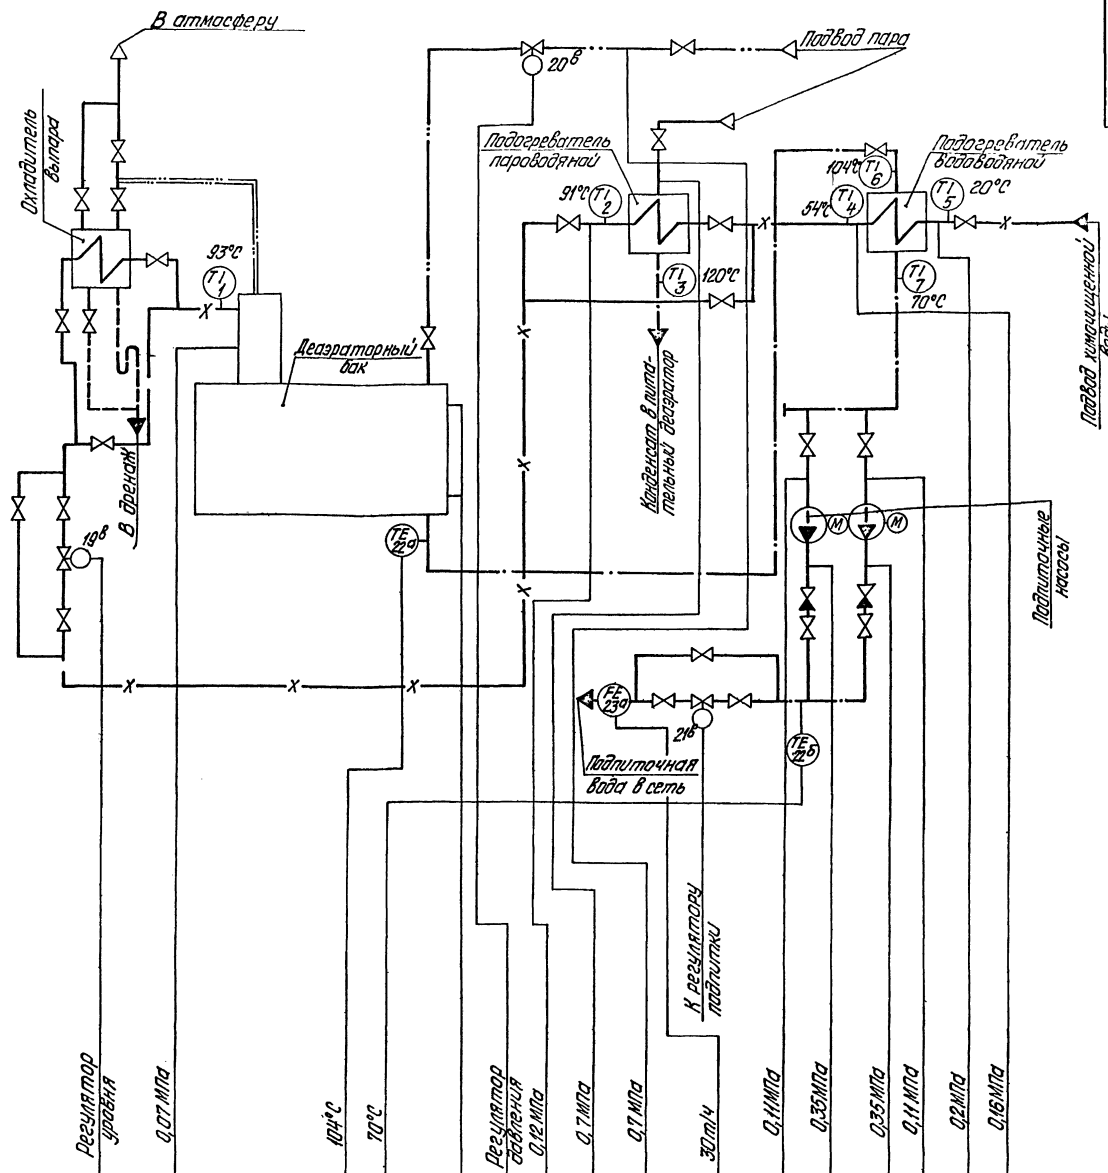 В атмосферу
Охладитель
выпара
20в
Подвод пара
Подогреватель
пароводяной
Подогреватель
водоводяной
104°С
TI
6
91°С
TI
2
54°С
TI
4
TI
5
20°С
93°С
TI
1
TI
3
120°С
TI
7
70°С
Деаэраторный
бак
Конденсат в пита-
тельный деаэратор
Подвод химочищенной
воды
В дренаж
19в
TE
22а
М
М
Подпиточные
насосы
FE
23а
21в
TE
22б
Подпиточная
вода в сеть
К регулятору
подпитки
Регулятор
уровня
0,07 МПа
104°С
70°С
Регулятор
давления
0,12 МПа
0,7 МПа
0,7 МПа
30 т/ч
0,11 МПа
0,35 МПа
0,35 МПа
0,11 МПа
0,2 МПа
0,16 МПа